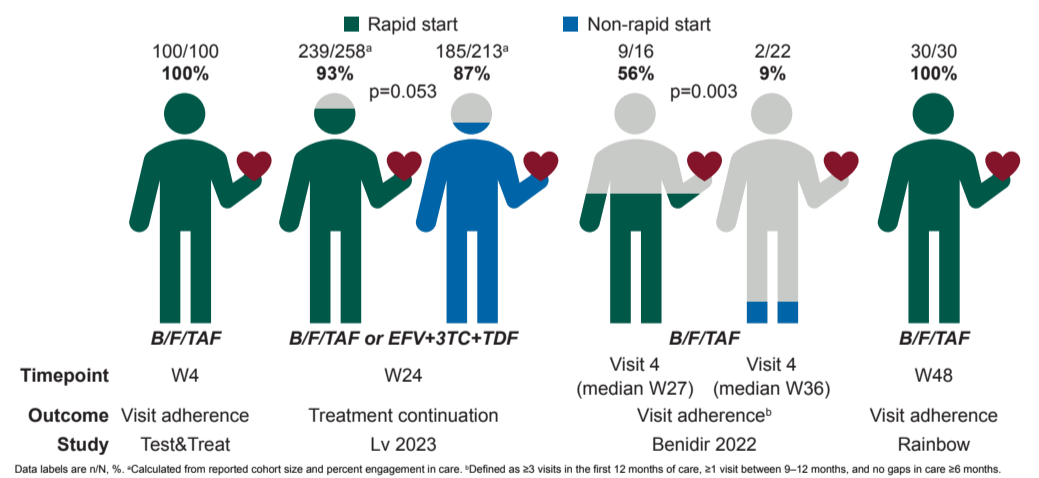 Rapid start
Non-rapid start
100/100
100%
239/258ᵃ
93%
p=0.053
185/213ᵃ
87%
9/16
56%
p=0.003
2/22
9%
30/30
100%
B/F/TAF
B/F/TAF or EFV+3TC+TDF
B/F/TAF
B/F/TAF
Timepoint
W4
W24
Visit 4
(median W27)
Visit 4
(median W36)
W48
Outcome
Visit adherence
Treatment continuation
Visit adherenceᵇ
Visit adherence
Study
Test&Treat
Lv 2023
Benidir 2022
Rainbow
Data labels are n/N, %. ᵃCalculated from reported cohort size and percent engagement in care. ᵇDefined as ≥3 visits in the first 12 months of care, ≥1 visit between 9–12 months, and no gaps in care ≥6 months.